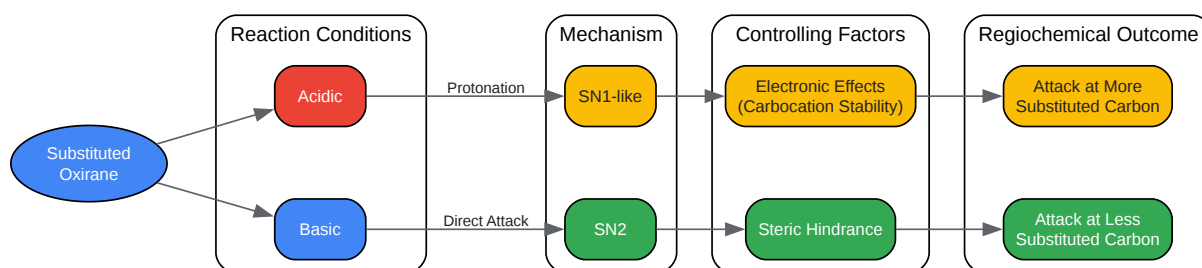 Reaction Conditions
Mechanism
Controlling Factors
Regiochemical Outcome
Substituted
Oxirane
Acidic
Protonation
SN1-like
Electronic Effects
(Carbocation Stability)
Attack at More
Substituted Carbon
Basic
Direct Attack
SN2
Steric Hindrance
Attack at Less
Substituted Carbon